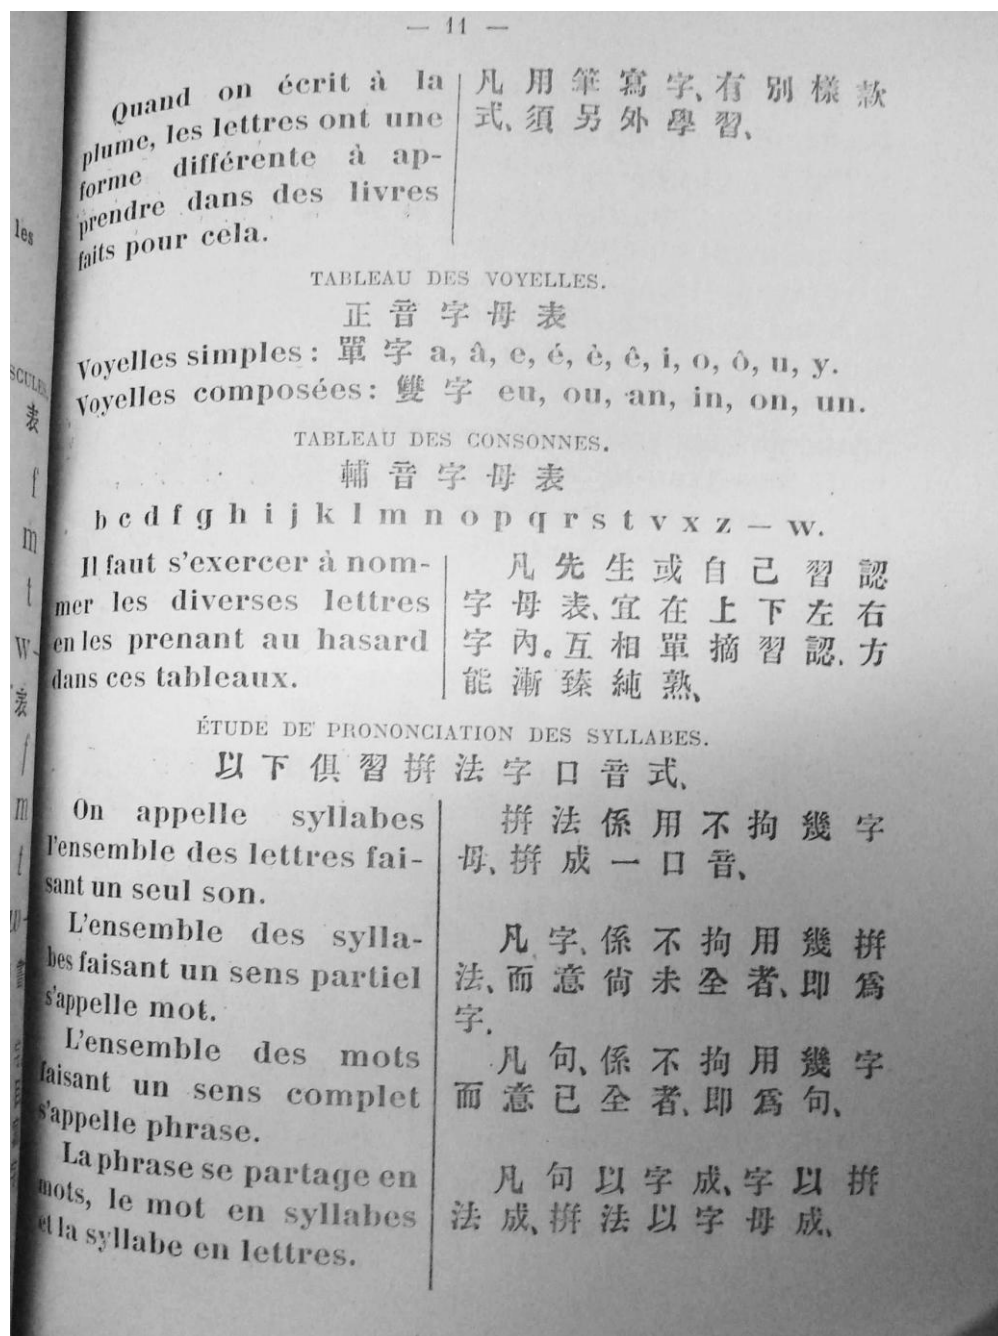 — 11 —
Quand on écrit à la
plume, les lettres ont une
forme différente à ap-
prendre dans des livres
faits pour cela.
凡用筆寫字、有別樣款
式、須另外學習、
TABLEAU DES VOYELLES.
正音字母表
Voyelles simples : 單字 a, â, e, é, è, ê, i, o, ô, u, y.
Voyelles composées : 雙字 eu, ou, an, in, on, un.
TABLEAU DES CONSONNES.
輔音字母表
b c d f g h i j k l m n o p q r s t v x z — w.
Il faut s'exercer à nom-
mer les diverses lettres
en les prenant au hasard
dans ces tableaux.
凡先生或自己習認
字母表、宜在上下左右
字內。互相單摘習認、方
能漸臻純熟、
ÉTUDE DE PRONONCIATION DES SYLLABES.
以下俱習拼法字口音式、
On appelle syllabes
l'ensemble des lettres fai-
sant un seul son.
拼法係用不拘幾字
母、拼成一口音、
L'ensemble des sylla-
bes faisant un sens partiel
s'appelle mot.
凡字、係不拘用幾拼
法、而意尙未全者、即爲
字、
L'ensemble des mots
faisant un sens complet
s'appelle phrase.
凡句、係不拘用幾字
而意已全者、即爲句、
La phrase se partage en
mots, le mot en syllabes
et la syllabe en lettres.
凡句以字成、字以拼
法成、拼法以字母成、
les
表
f
m
t
w-
表
f
m
t